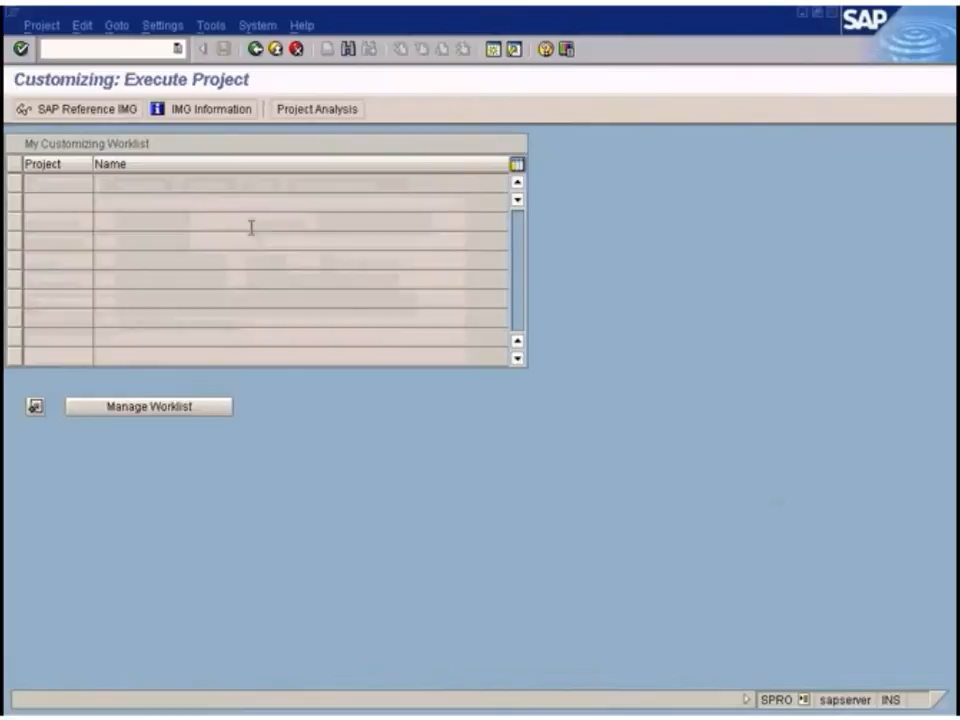 Project Edit Goto Settings Tools System Help
SAP
Customizing: Execute Project
SAP Reference IMG IMG Information Project Analysis
My Customizing Worklist
Project Name
Manage Worklist...
SPRO sapserver INS